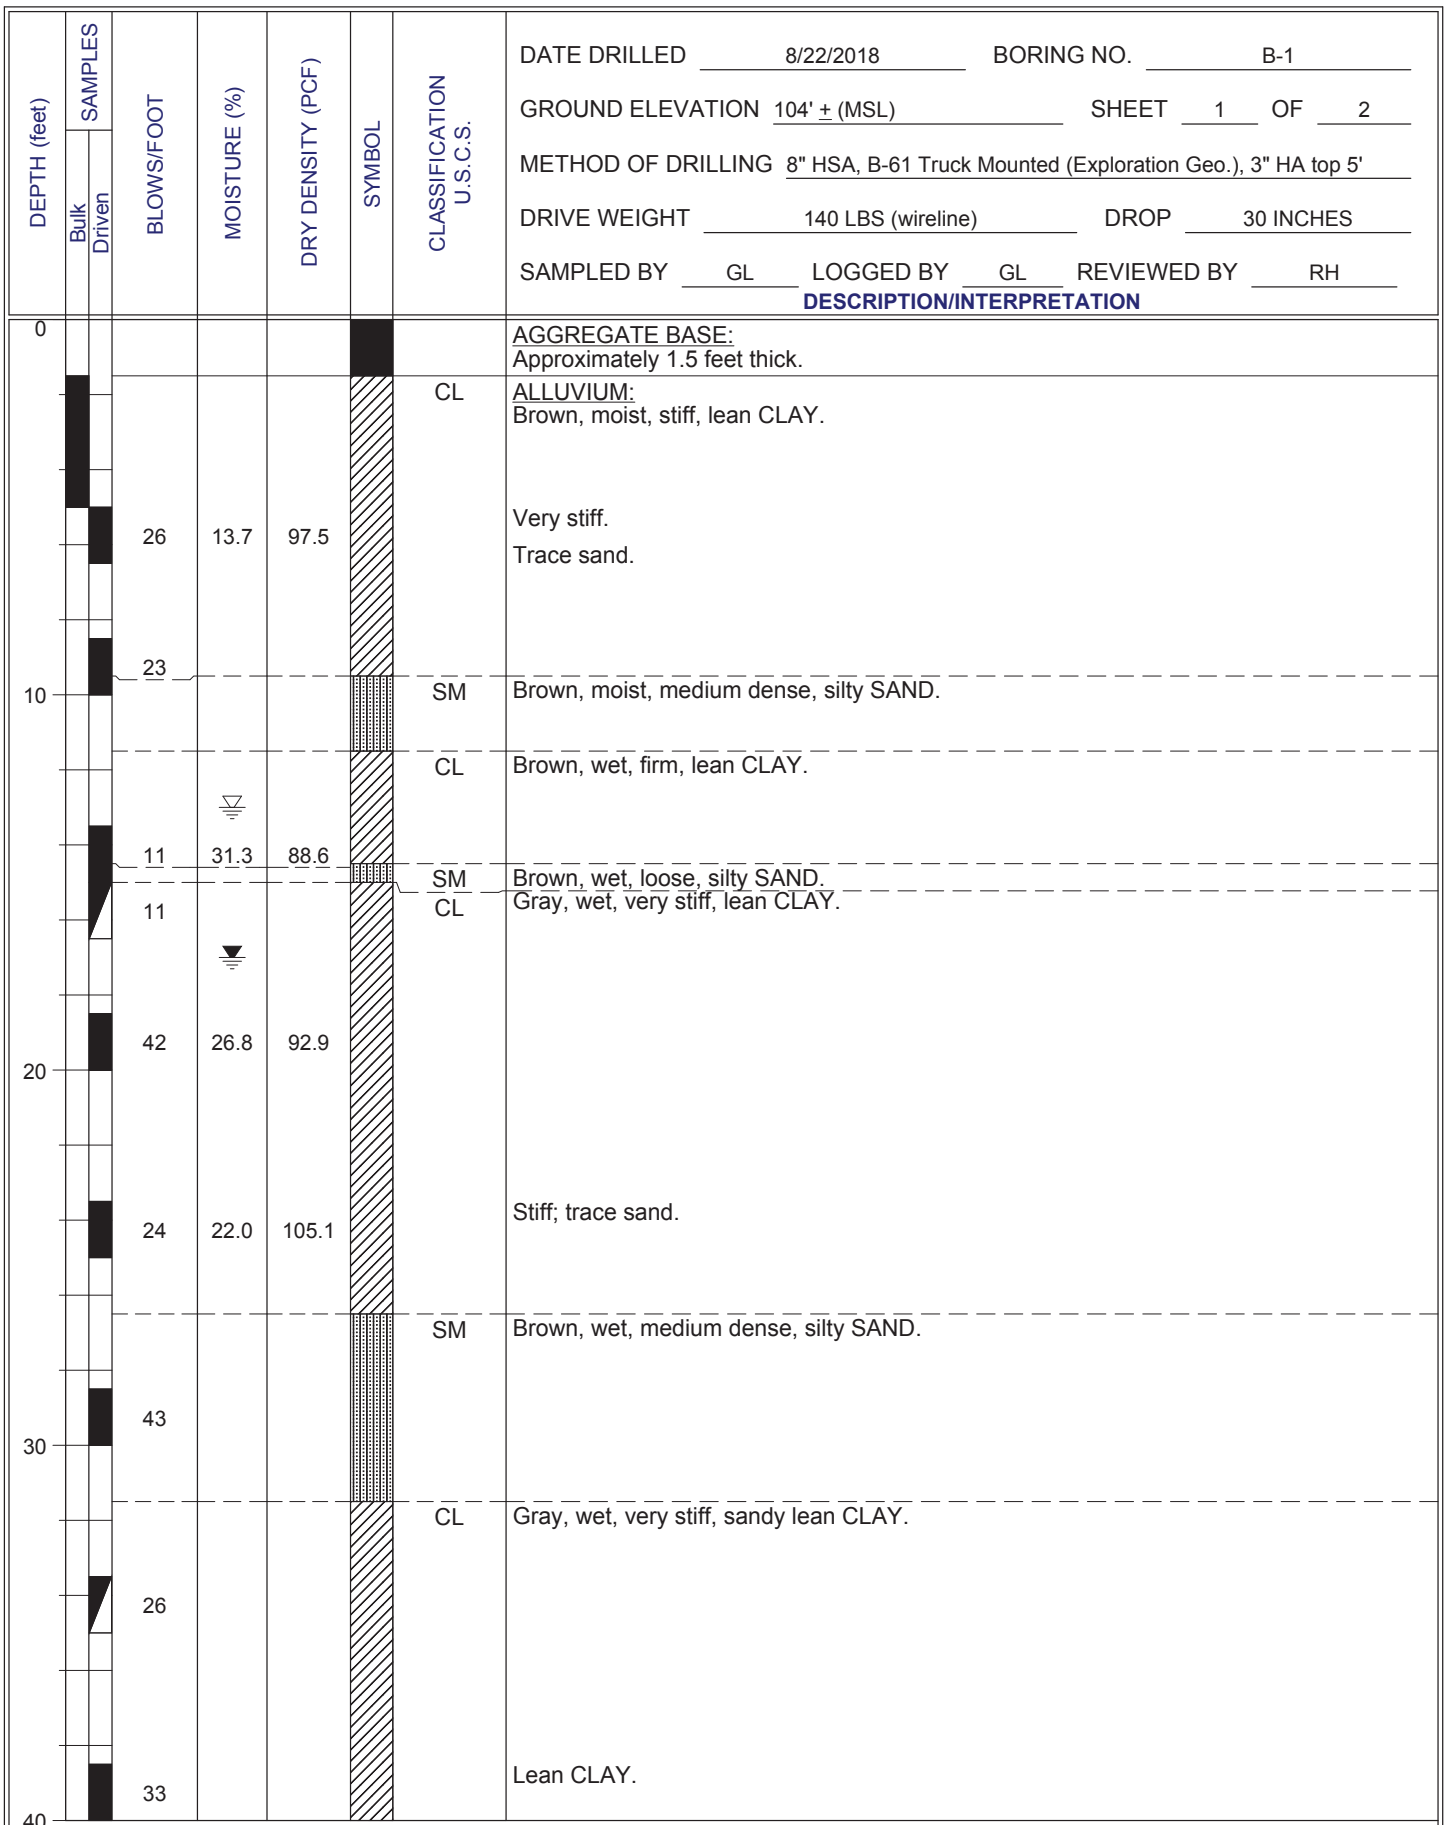 DEPTH (feet)
SAMPLES
Bulk
Driven
BLOWS/FOOT
MOISTURE (%)
DRY DENSITY (PCF)
SYMBOL
CLASSIFICATION
U.S.C.S.
DATE DRILLED 8/22/2018 BORING NO. B-1
GROUND ELEVATION 104' ± (MSL) SHEET 1 OF 2
METHOD OF DRILLING 8" HSA, B-61 Truck Mounted (Exploration Geo.), 3" HA top 5'
DRIVE WEIGHT 140 LBS (wireline) DROP 30 INCHES
SAMPLED BY GL LOGGED BY GL REVIEWED BY RH
DESCRIPTION/INTERPRETATION
0 AGGREGATE BASE:
Approximately 1.5 feet thick.
CL ALLUVIUM:
Brown, moist, stiff, lean CLAY.
Very stiff.
26 13.7 97.5
Trace sand.
23
10 SM Brown, moist, medium dense, silty SAND.
CL Brown, wet, firm, lean CLAY.
11 31.3 88.6
SM Brown, wet, loose, silty SAND.
11 CL Gray, wet, very stiff, lean CLAY.
42 26.8 92.9
20
24 22.0 105.1 Stiff; trace sand.
SM Brown, wet, medium dense, silty SAND.
43
30
CL Gray, wet, very stiff, sandy lean CLAY.
26
33 Lean CLAY.
40